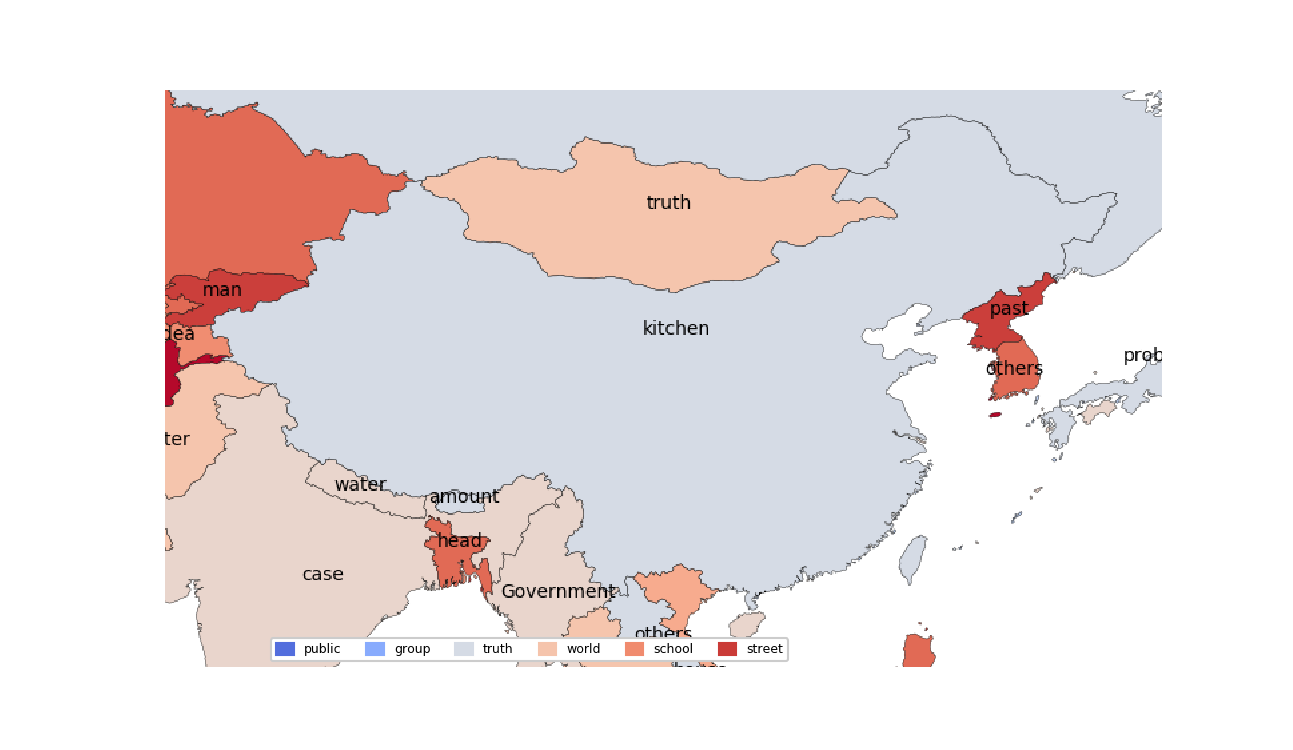 truth
man
past
kitchen
dea
prob
others
ter
water
amount
head
case
Government
others
public group truth world school street